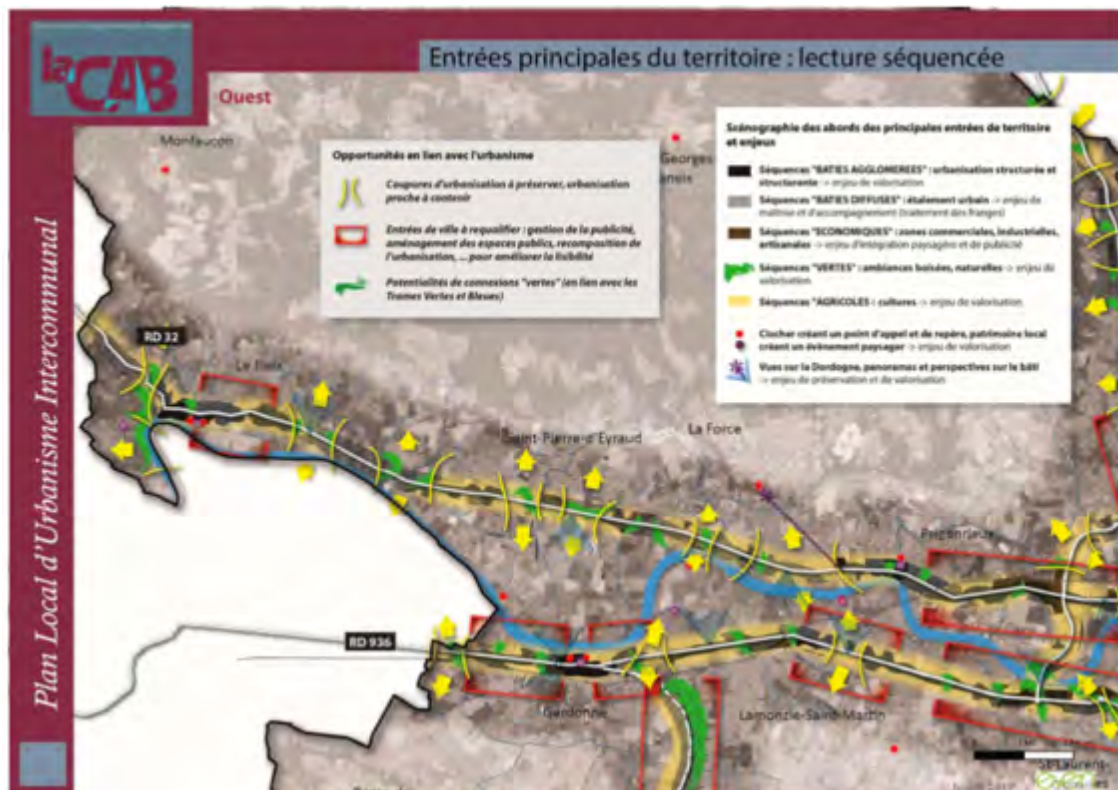 la CAB
Entrées principales du territoire : lecture séquencée
Ouest
Plan Local d'Urbanisme Intercommunal
Monfaucon
Georges
Opportunités en lien avec l'urbanisme
Coupures d'urbanisation à préserver, urbanisation
proche à contenir
Entrées de ville à requalifier : gestion de la publicité,
aménagement des espaces publics, recomposition de
l'urbanisation, ... pour améliorer la lisibilité
Potentialités de connexions "vertes" (en lien avec les
Trames Vertes et Bleues)
Scénographie des abords des principales entrées de territoire
et enjeux
Séquences "BATIES AGGLOMEREES" : urbanisation structurée et
structurante -> enjeu de valorisation
Séquences "BATIES DIFFUSES" : étalement urbain -> enjeu de
maîtrise et d'accompagnement (traitement des franges)
Séquences "ECONOMIQUES" : zones commerciales, industrielles,
artisanales -> enjeu d'intégration paysagère et de publicité
Séquences "VERTES" : ambiances boisées, naturelles -> enjeu de
valorisation
Séquences "AGRICOLES : cultures -> enjeu de valorisation
Clocher créant un point d'appel et de repère, patrimoine local
créant un évènement paysager -> enjeu de valorisation
Vues sur la Dordogne, panoramas et perspectives sur le bâti
-> enjeu de préservation et de valorisation
RD 32
Le Fleix
Saint-Pierre-d'Eyraud
La Force
Prigonrieux
RD 936
Gardonne
Lamonzie-Saint-Martin
St-Laurent-